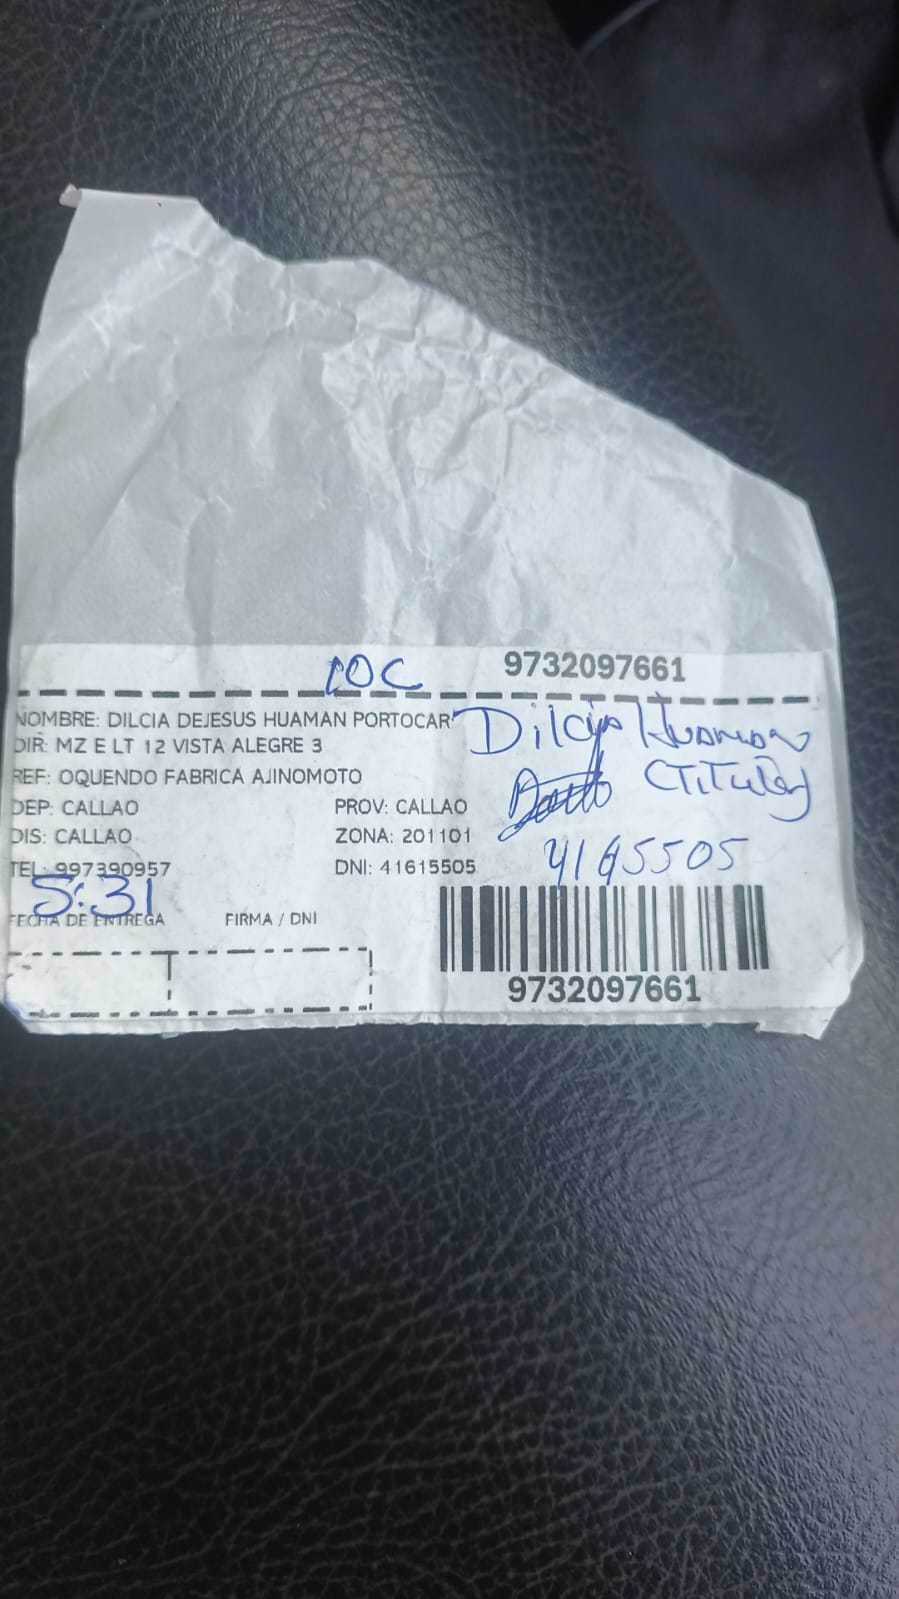 10C 9732097661
NOMBRE: DILCIA DEJESUS HUAMAN PORTOCAR
DIR: MZ E LT 12 VISTA ALEGRE 3
REF: OQUENDO FABRICA AJINOMOTO
DEP: CALLAO PROV: CALLAO
DIS: CALLAO ZONA: 201101
TEL: 997390957 DNI: 41615505
5:31
FECHA DE ENTREGA FIRMA / DNI
Dilcia Huaman
(Titular)
41615505
9732097661